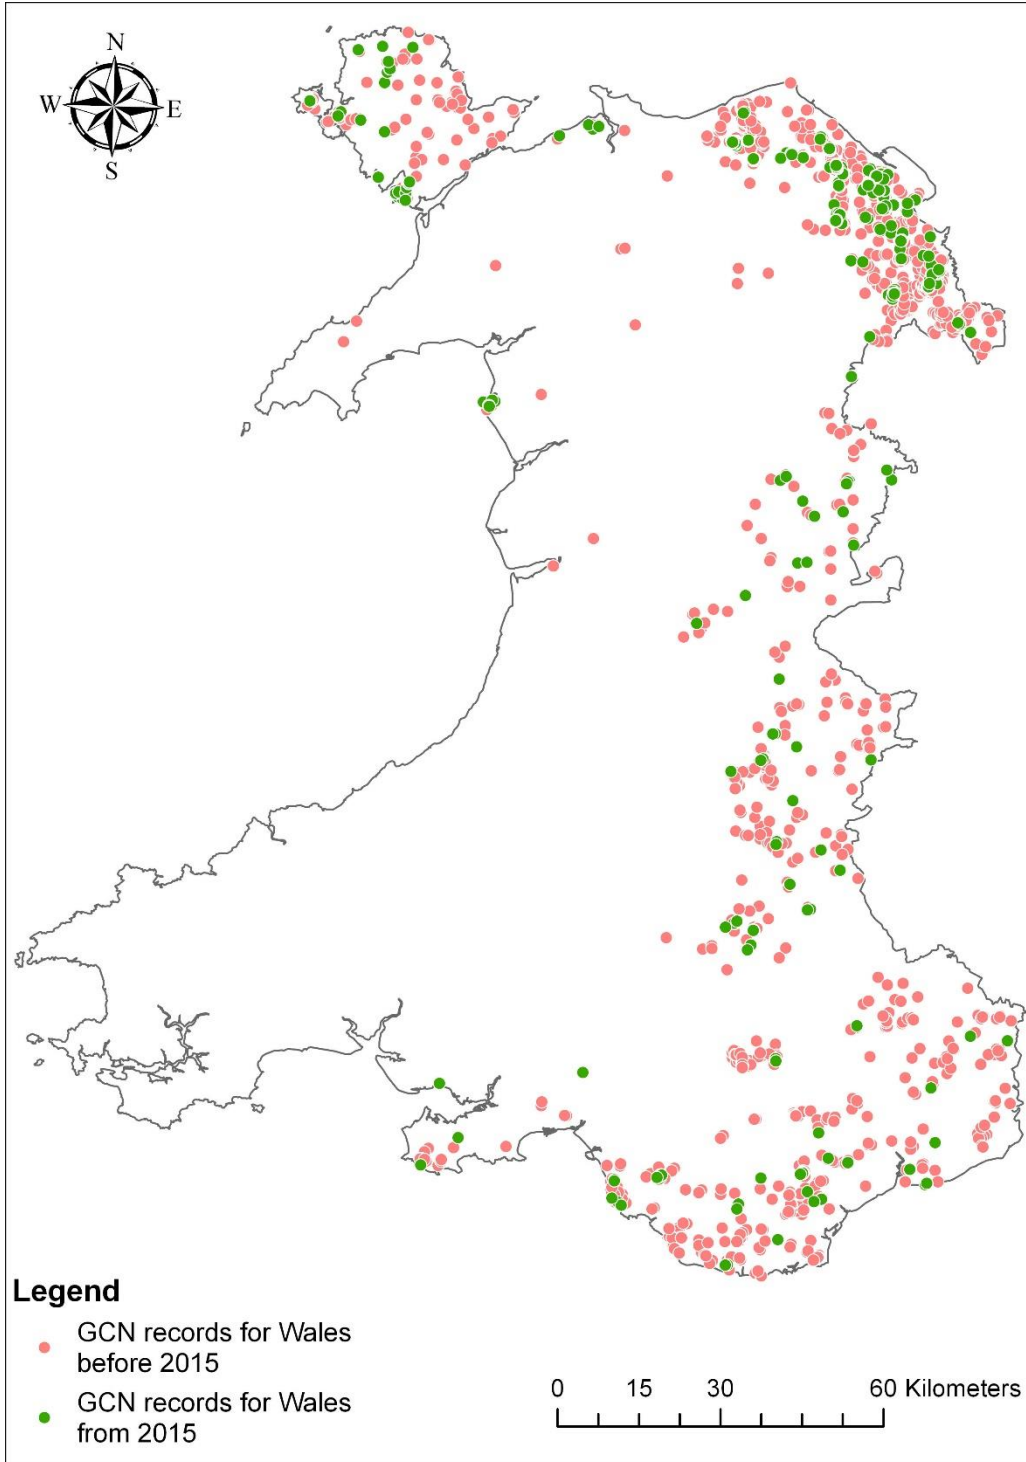 N
W E
S
Legend
GCN records for Wales
before 2015
GCN records for Wales
from 2015
0 15 30 60 Kilometers